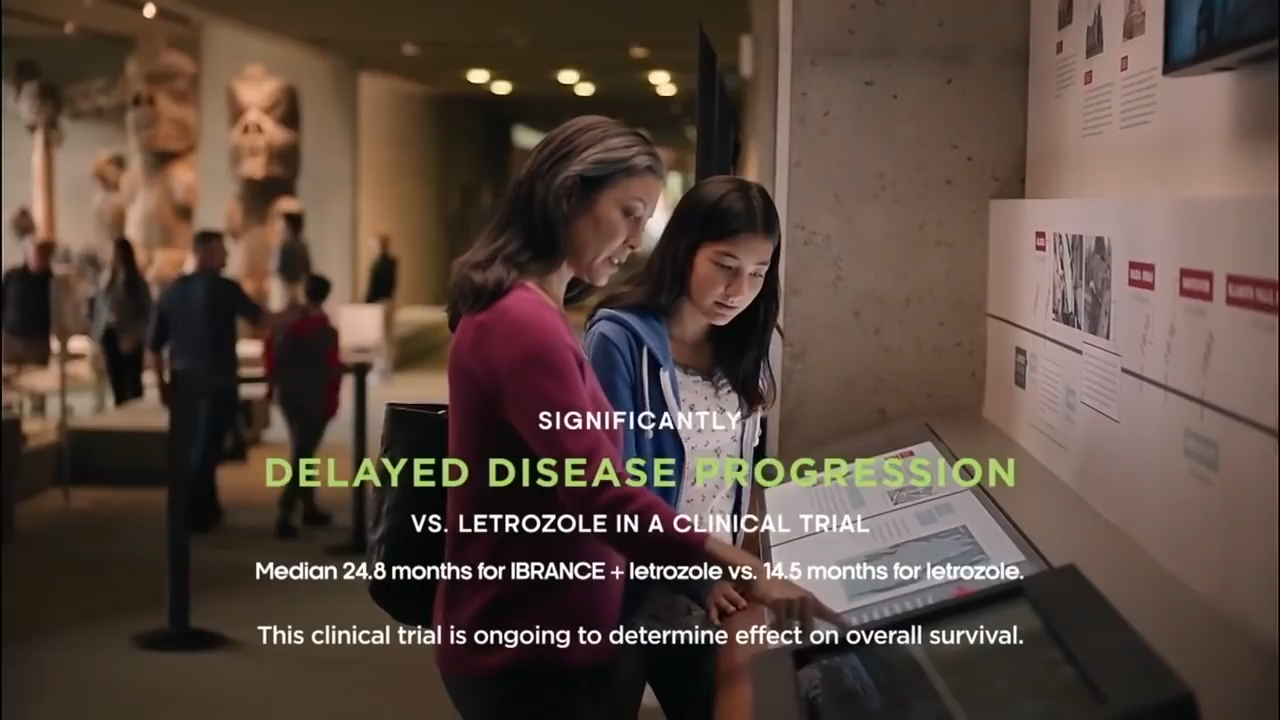 SIGNIFICANTLY
DELAYED DISEASE PROGRESSION
VS. LETROZOLE IN A CLINICAL TRIAL
Median 24.8 months for IBRANCE + letrozole vs. 14.5 months for letrozole.
This clinical trial is ongoing to determine effect on overall survival.